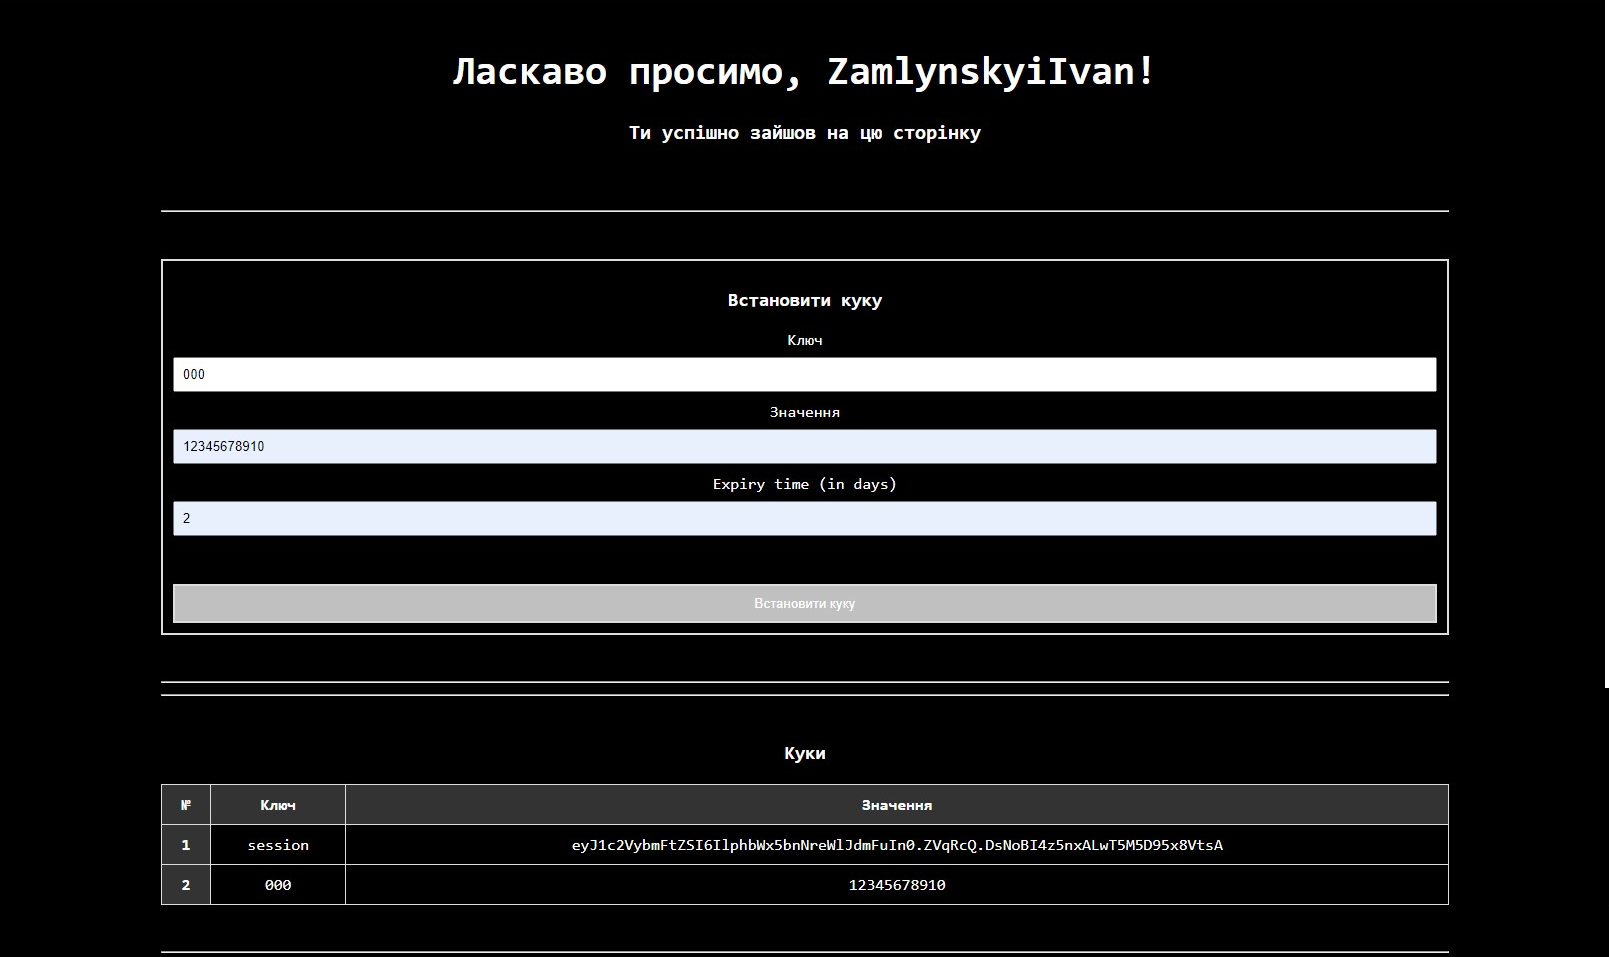 Ласкаво просимо, ZamlynskyiIvan!
Ти успішно зайшов на цю сторінку
Встановити куку
Ключ
000
Значення
12345678910
Expiry time (in days)
2
Встановити куку
Куки
№ Ключ Значення
1 session eyJ1c2VybmFtZSI6IlphbWx5bnNreWlJdmFuIn0.ZVqRcQ.DsNoBI4z5nxALwT5M5D95x8VtsA
2 000 12345678910